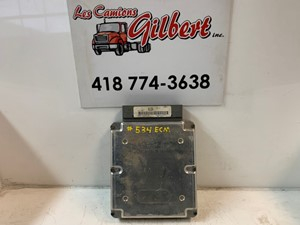 Les Camions
Gilbert
inc.
418 774-3638
# 534 ECM